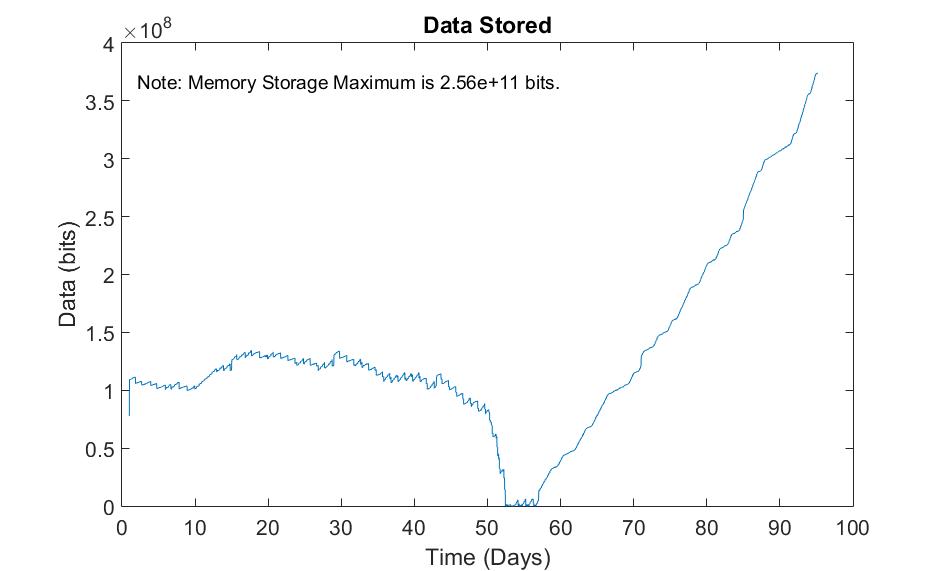 Data Stored
×10^8
Note: Memory Storage Maximum is 2.56e+11 bits.
4
3.5
3
2.5
2
1.5
1
0.5
0
Data (bits)
0 10 20 30 40 50 60 70 80 90 100
Time (Days)